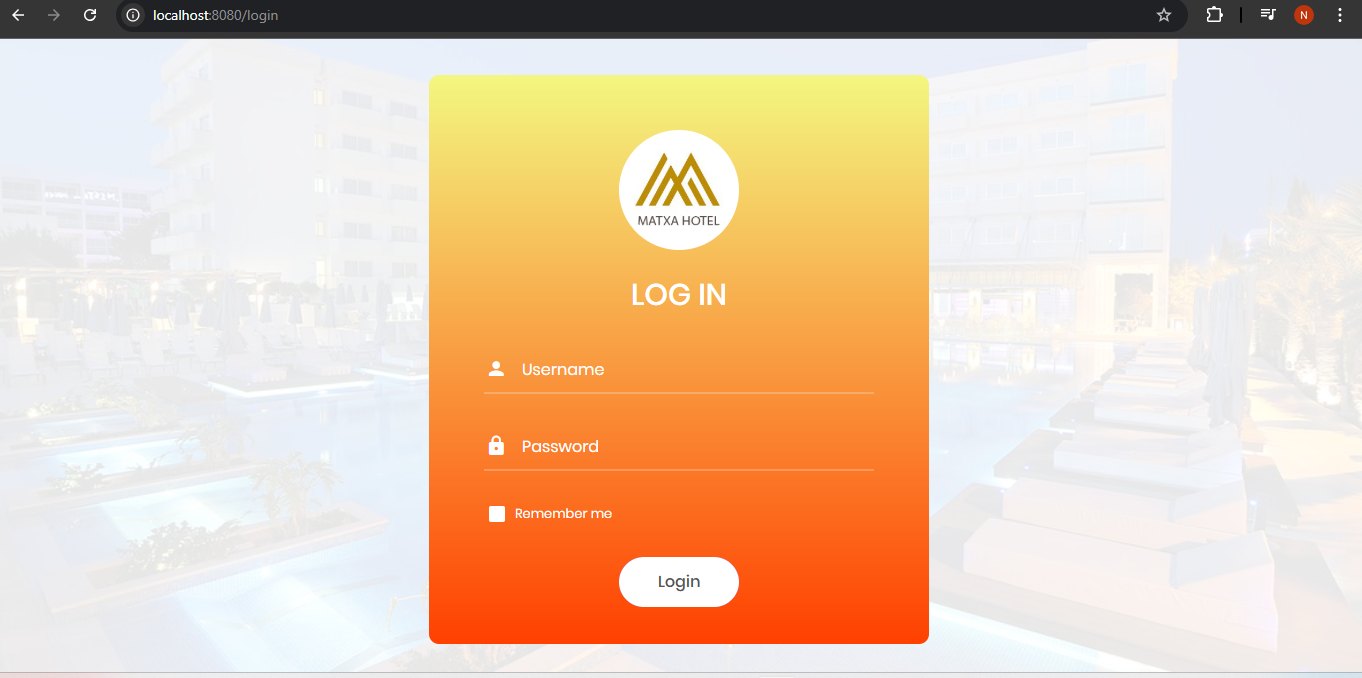 localhost:8080/login
N
MATXA HOTEL
LOG IN
Username
Password
Remember me
Login